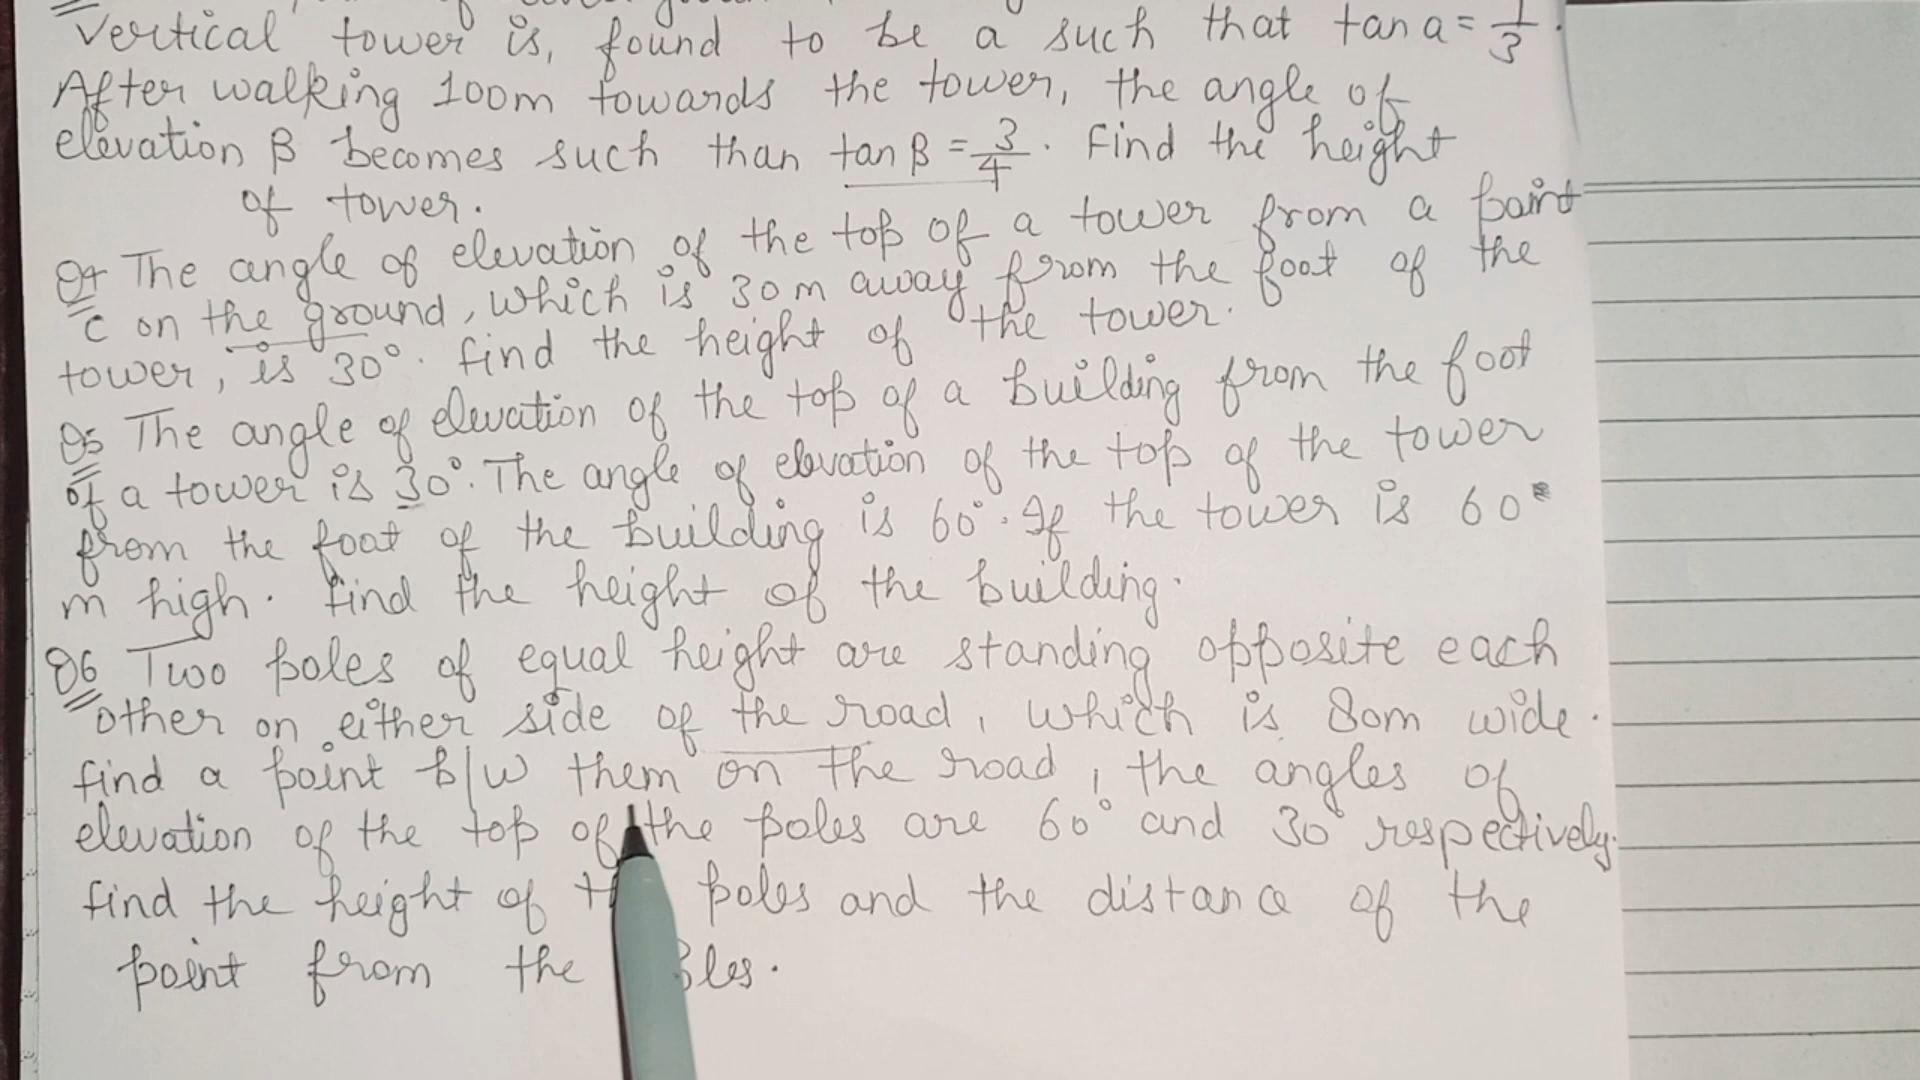 Vertical tower is, found to be a such that tan a = 1/3.
After walking 100m towards the tower, the angle of
elevation β becomes such than tan β = 3/4. Find the height
of tower.
Q4 The angle of elevation of the top of a tower from a point
C on the ground, which is 30m away from the foot of the
tower, is 30°. find the height of the tower.
Q5 The angle of elevation of the top of a building from the foot
of a tower is 30°. The angle of elevation of the top of the tower
from the foot of the building is 60°. If the tower is 60
m high. find the height of the building.
Q6 Two poles of equal height are standing opposite each
other on either side of the road, which is 80m wide.
find a point b/w them on the road, the angles of
elevation of the top of the poles are 60° and 30° respectively.
find the height of poles and the distance of the
point from the